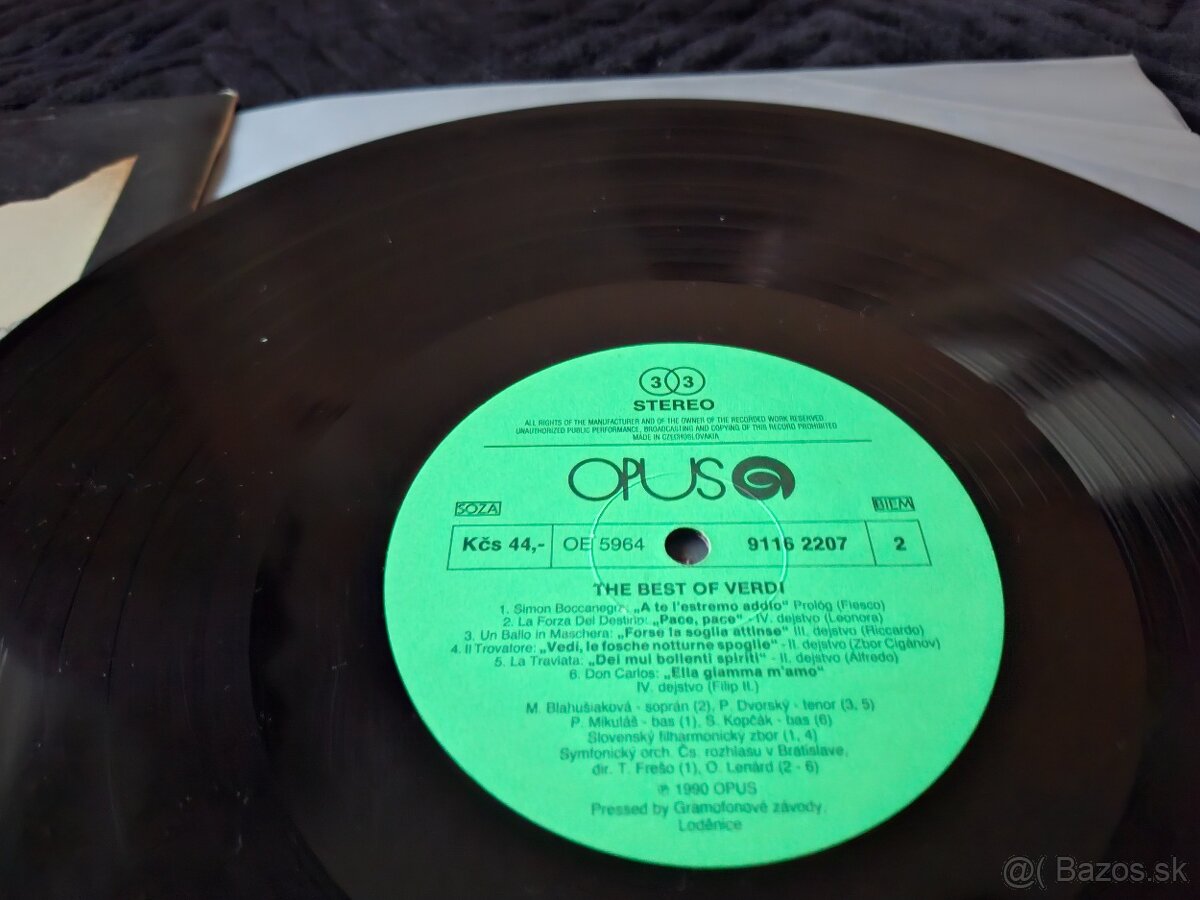 33
STEREO
ALL RIGHTS OF THE MANUFACTURER AND OF THE OWNER OF THE RECORDED WORK RESERVED
UNAUTHORIZED PUBLIC PERFORMANCE, BROADCASTING AND COPYING OF THIS RECORD PROHIBITED
MADE IN CZECHOSLOVAKIA
OPUS
SOZA BIEM
Kčs 44,- OE 5964 9116 2207 2
THE BEST OF VERDI
1. Simon Boccanegra: „A te l'estremo addio“ Prológ (Fiesco)
2. La Forza Del Destino: „Pace, pace“ - IV. dejstvo (Leonora)
3. Un Ballo in Maschera: „Forse la soglia attinse“ III. dejstvo (Riccardo)
4. Il Trovatore: „Vedi, le fosche notturne spoglie“ - II. dejstvo (Zbor Cigánov)
5. La Traviata: „Dei mui bollenti spiriti“ - II. dejstvo (Alfredo)
6. Don Carlos: „Ella giamma m'amo“
IV. dejstvo (Filip II.)
M. Blahušiaková - soprán (2), P. Dvorský - tenor (3, 5)
P. Mikuláš - bas (1), S. Kopčák - bas (6)
Slovenský filharmonický zbor (1, 4)
Symfonický orch. Čs. rozhlasu v Bratislave,
dir. T. Frešo (1), O. Lenárd (2 - 6)
℗ 1990 OPUS
Pressed by Gramofonové závody,
Loděnice
@( Bazos.sk